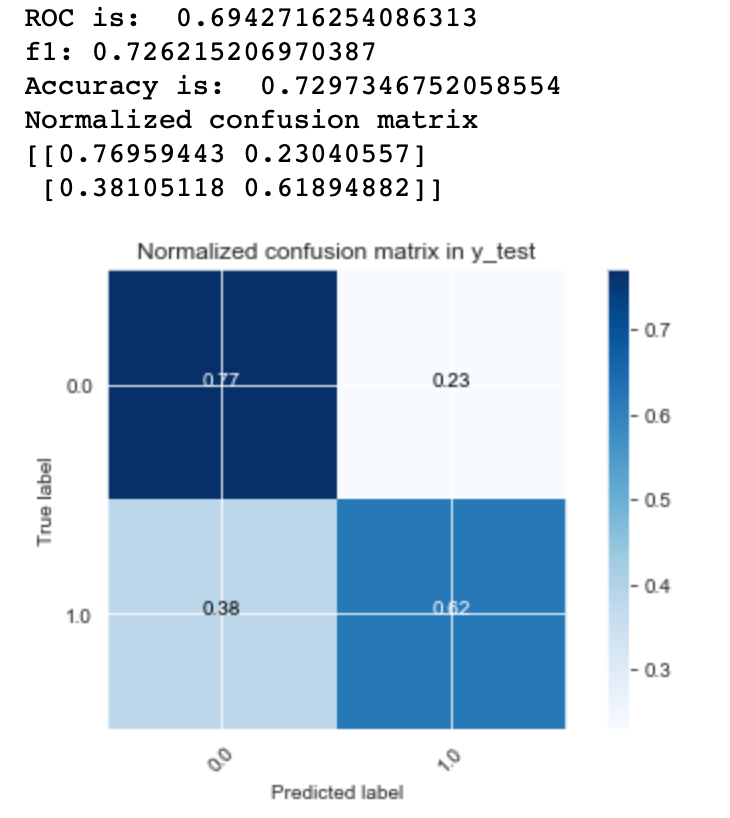 ROC is:  0.6942716254086313
f1: 0.726215206970387
Accuracy is:  0.7297346752058554
Normalized confusion matrix
[[0.76959443 0.23040557]
 [0.38105118 0.61894882]]
Normalized confusion matrix in y_test
0.7
0.0
0.77
0.23
0.6
True label
0.5
0.4
1.0
0.38
0.62
0.3
0.0
1.0
Predicted label